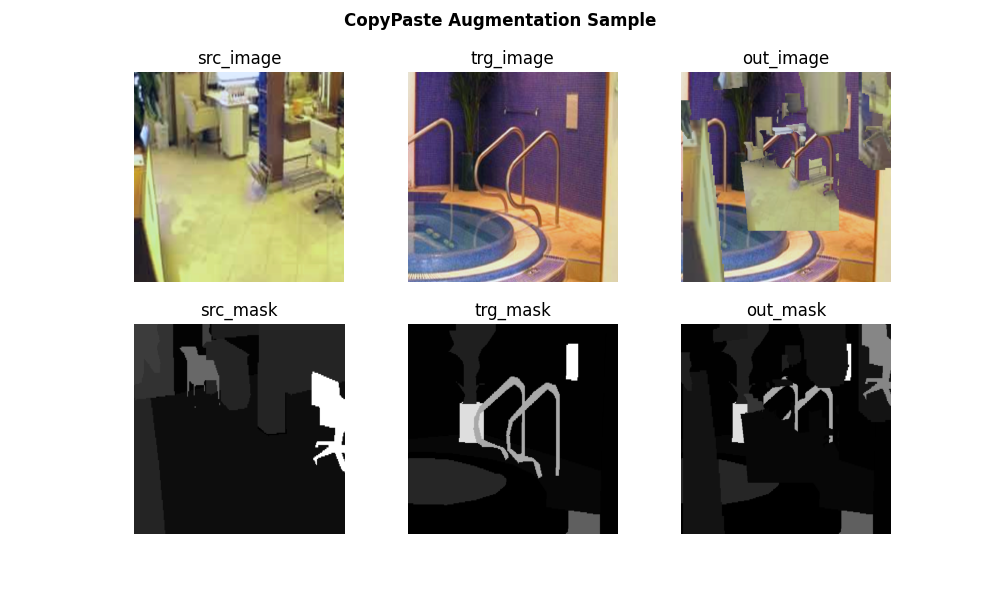 CopyPaste Augmentation Sample
src_image
trg_image
out_image
src_mask
trg_mask
out_mask